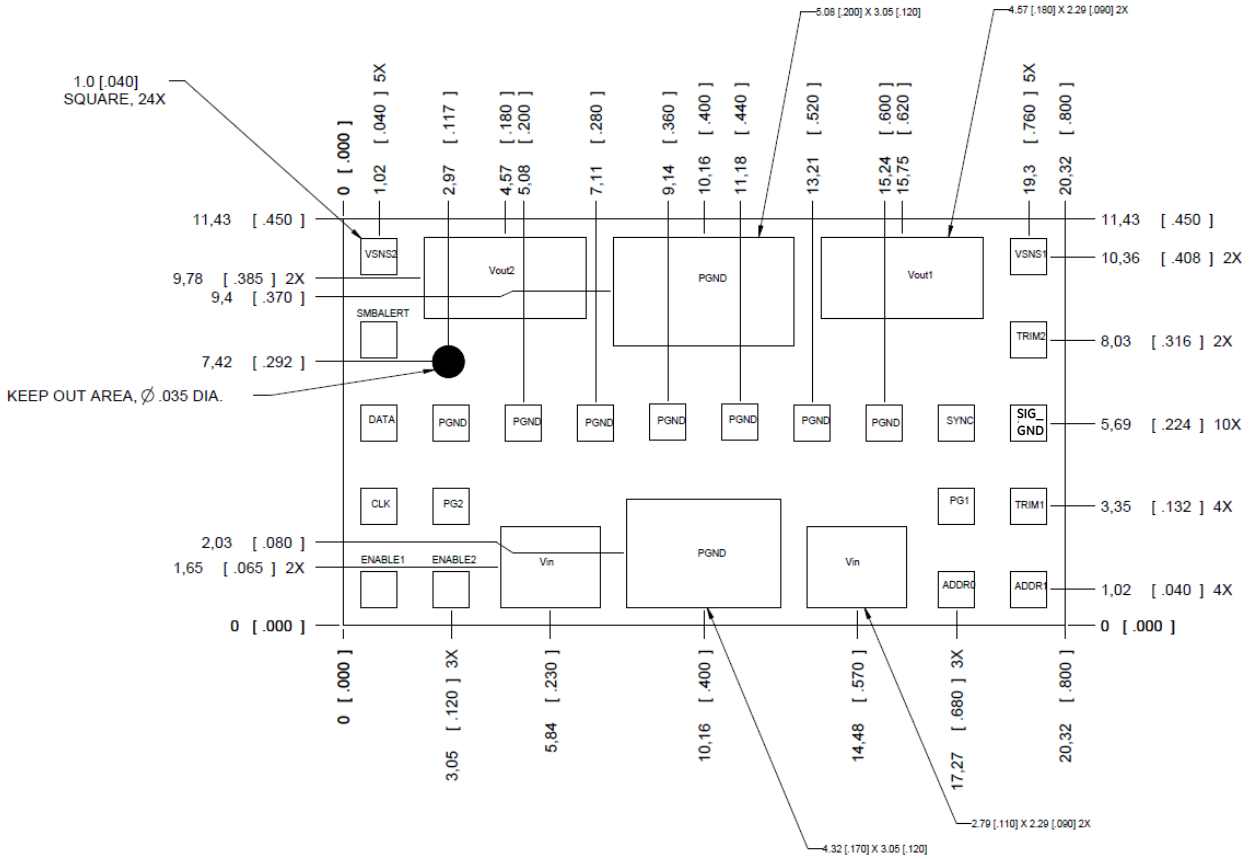 5.08 [.200] X 3.05 [.120]
4.57 [.180] X 2.29 [.090] 2X
1.0 [.040]
SQUARE, 24X
0 [ .000 ]
1,02 [ .040 ] 5X
2,97 [ .117 ]
4,57 [ .180 ]
5,08 [ .200 ]
7,11 [ .280 ]
9,14 [ .360 ]
10,16 [ .400 ]
11,18 [ .440 ]
13,21 [ .520 ]
15,24 [ .600 ]
15,75 [ .620 ]
19,3 [ .760 ] 5X
20,32 [ .800 ]
11,43 [ .450 ]
11,43 [ .450 ]
VSNS2
Vout2
PGND
Vout1
VSNS1
10,36 [ .408 ] 2X
9,78 [ .385 ] 2X
9,4 [ .370 ]
SMBALERT
TRIM2
8,03 [ .316 ] 2X
7,42 [ .292 ]
KEEP OUT AREA, Ø .035 DIA.
DATA
PGND
PGND
PGND
PGND
PGND
PGND
PGND
SYNC
SIG_
GND
5,69 [ .224 ] 10X
CLK
PG2
PG1
TRIM1
3,35 [ .132 ] 4X
2,03 [ .080 ]
1,65 [ .065 ] 2X
ENABLE1
ENABLE2
Vin
PGND
Vin
ADDR0
ADDR1
1,02 [ .040 ] 4X
0 [ .000 ]
0 [ .000 ]
0 [ .000 ]
3,05 [ .120 ] 3X
5,84 [ .230 ]
10,16 [ .400 ]
14,48 [ .570 ]
17,27 [ .680 ] 3X
20,32 [ .800 ]
2.79 [.110] X 2.29 [.090] 2X
4.32 [.170] X 3.05 [.120]